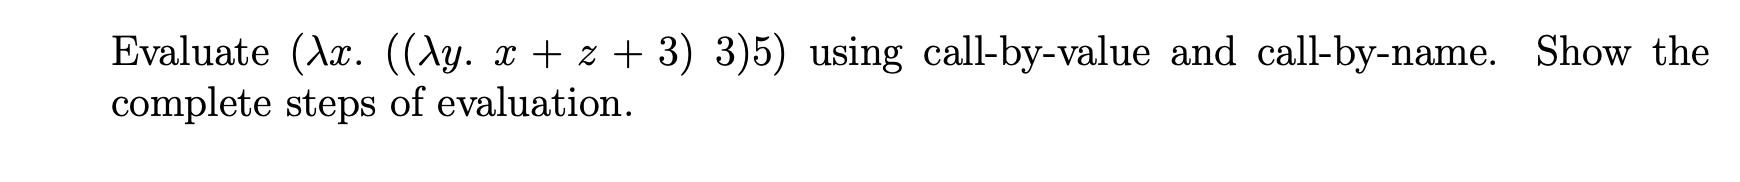 Evaluate (λx. ((λy. x + z + 3) 3)5) using call-by-value and call-by-name. Show the
complete steps of evaluation.